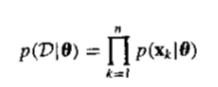 p(𝒟|θ) = ∏_{k=1}^{n} p(x_k|θ)